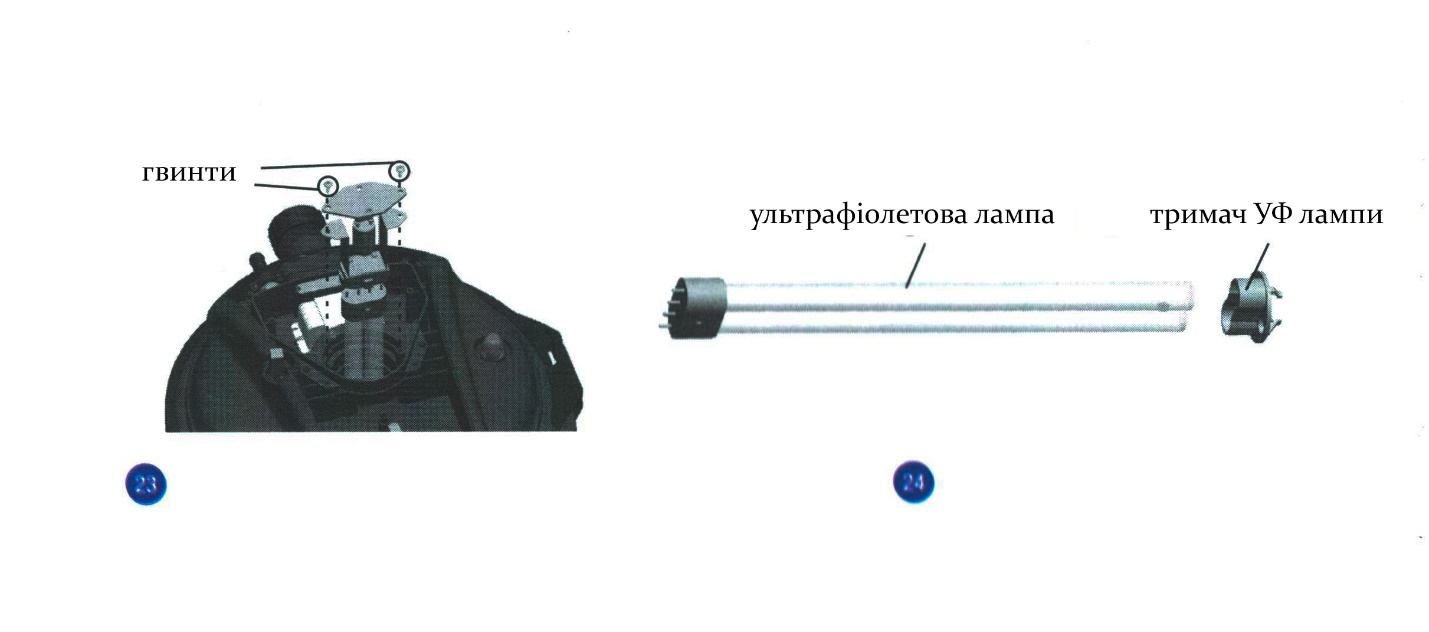 гвинти
ультрафіолетова лампа
тримач УФ лампи
23
24